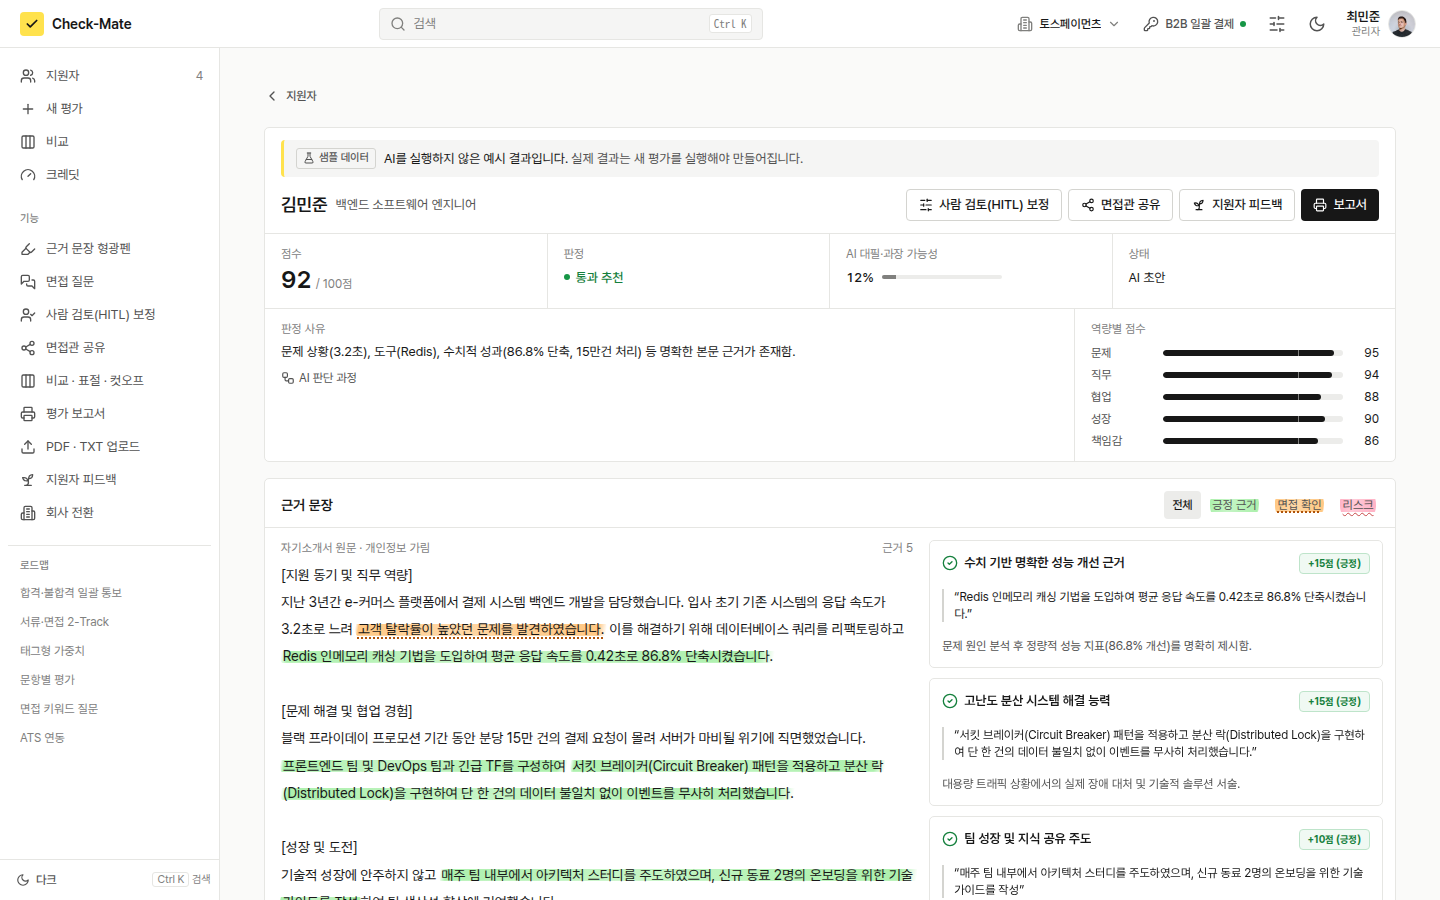 Check-Mate
검색
Ctrl K
토스페이먼츠
B2B 일괄 결제
최민준
관리자
지원자
4
새 평가
비교
크레딧
기능
근거 문장 형광펜
면접 질문
사람 검토(HITL) 보정
면접관 공유
비교 · 표절 · 컷오프
평가 보고서
PDF · TXT 업로드
지원자 피드백
회사 전환
로드맵
합격·불합격 일괄 통보
서류·면접 2-Track
태그형 가중치
문항별 평가
면접 키워드 질문
ATS 연동
다크
Ctrl K 검색
지원자
샘플 데이터
AI를 실행하지 않은 예시 결과입니다. 실제 결과는 새 평가를 실행해야 만들어집니다.
김민준 백엔드 소프트웨어 엔지니어
사람 검토(HITL) 보정
면접관 공유
지원자 피드백
보고서
점수
92 / 100점
판정
통과 추천
AI 대필·과장 가능성
12%
상태
AI 초안
판정 사유
문제 상황(3.2초), 도구(Redis), 수치적 성과(86.8% 단축, 15만건 처리) 등 명확한 본문 근거가 존재함.
AI 판단 과정
역량별 점수
문제 95
직무 94
협업 88
성장 90
책임감 86
근거 문장
전체
긍정 근거
면접 확인
리스크
자기소개서 원문 · 개인정보 가림
근거 5
[지원 동기 및 직무 역량]
지난 3년간 e-커머스 플랫폼에서 결제 시스템 백엔드 개발을 담당했습니다. 입사 초기 기존 시스템의 응답 속도가
3.2초로 느려 고객 탈락률이 높았던 문제를 발견하였습니다. 이를 해결하기 위해 데이터베이스 쿼리를 리팩토링하고
Redis 인메모리 캐싱 기법을 도입하여 평균 응답 속도를 0.42초로 86.8% 단축시켰습니다.
[문제 해결 및 협업 경험]
블랙 프라이데이 프로모션 기간 동안 분당 15만 건의 결제 요청이 몰려 서버가 마비될 위기에 직면했었습니다.
프론트엔드 팀 및 DevOps 팀과 긴급 TF를 구성하여 서킷 브레이커(Circuit Breaker) 패턴을 적용하고 분산 락
(Distributed Lock)을 구현하여 단 한 건의 데이터 불일치 없이 이벤트를 무사히 처리했습니다.
[성장 및 도전]
기술적 성장에 안주하지 않고 매주 팀 내부에서 아키텍처 스터디를 주도하였으며, 신규 동료 2명의 온보딩을 위한 기술
수치 기반 명확한 성능 개선 근거
+15점 (긍정)
“Redis 인메모리 캐싱 기법을 도입하여 평균 응답 속도를 0.42초로 86.8% 단축시켰습니
다.”
문제 원인 분석 후 정량적 성능 지표(86.8% 개선)를 명확히 제시함.
고난도 분산 시스템 해결 능력
+15점 (긍정)
“서킷 브레이커(Circuit Breaker) 패턴을 적용하고 분산 락(Distributed Lock)을 구현하
여 단 한 건의 데이터 불일치 없이 이벤트를 무사히 처리했습니다.”
대용량 트래픽 상황에서의 실제 장애 대처 및 기술적 솔루션 서술.
팀 성장 및 지식 공유 주도
+10점 (긍정)
“매주 팀 내부에서 아키텍처 스터디를 주도하였으며, 신규 동료 2명의 온보딩을 위한 기술
가이드를 작성”